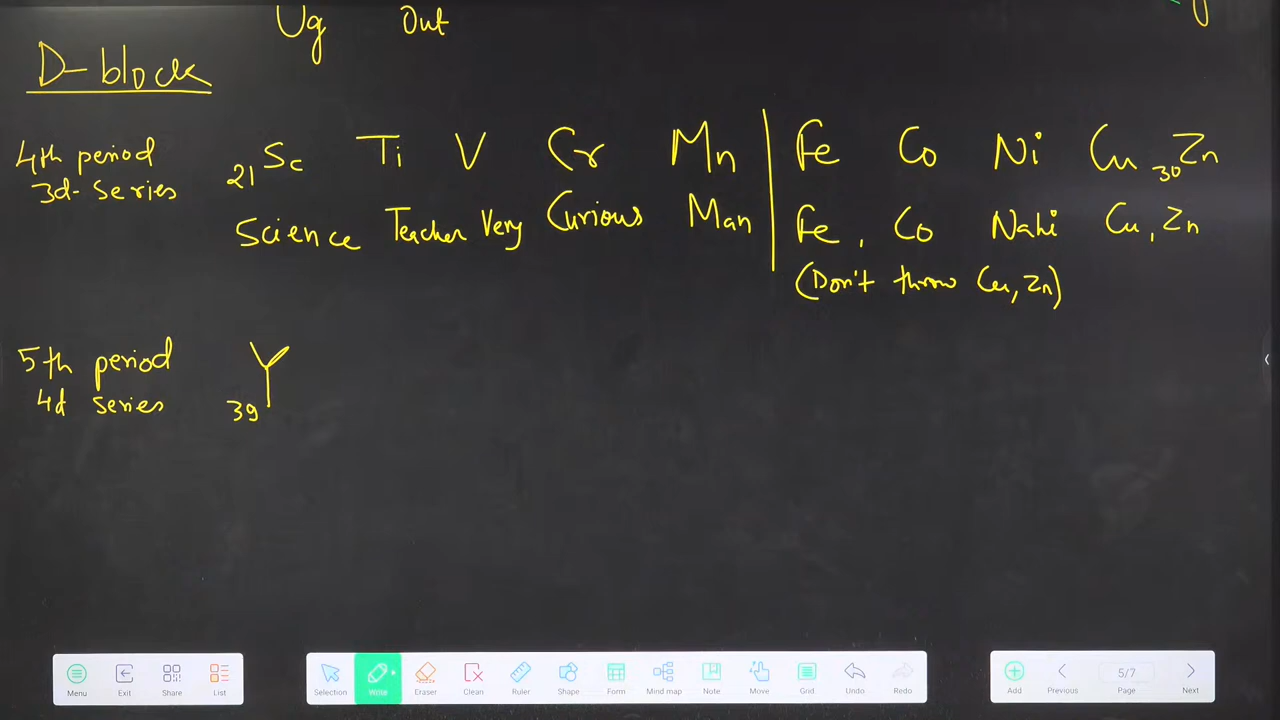 Ug Out
D-block
4th period 21Sc Ti V Cr Mn Fe Co Ni Cu 30Zn
3d-Series
Science Teacher Very Curious Man Fe, Co Nahi Cu, Zn
(Don't throw Cu, Zn)
5th period Y
4d series 39
Menu Exit Share List Selection Write Eraser Clean Ruler Shape Form Mind map Note Move Grid Undo Redo Add Previous 5/7 Page Next